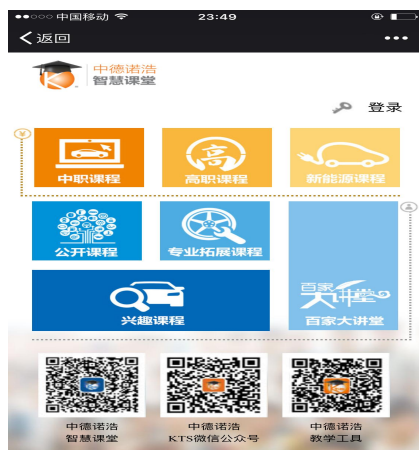 中国移动 23:49
返回
中德诺浩
智慧课堂
登录
中职课程
高
高职课程
新能源课程
公开课程
专业拓展课程
兴趣课程
百家
大讲堂
百家大讲堂
中德诺浩
智慧课堂
中德诺浩
KTS微信公众号
中德诺浩
教学工具